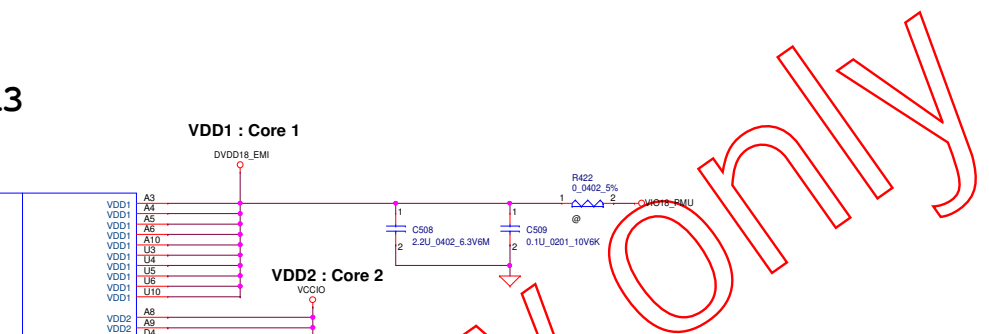 only
.3
VDD1 : Core 1
DVDD18_EMI
R422
0_0402_5%
1 2
VIO18_PMU
@
VDD1 A3
VDD1 A4
VDD1 A5
VDD1 A6
VDD1 A10
VDD1 U3
VDD1 U4
VDD1 U5
VDD1 U6
VDD1 U10
1
C508
2 2.2U_0402_6.3V6M
1
C509
2 0.1U_0201_10V6K
VDD2 : Core 2
VCCIO
VDD2 A8
VDD2 A9
D4